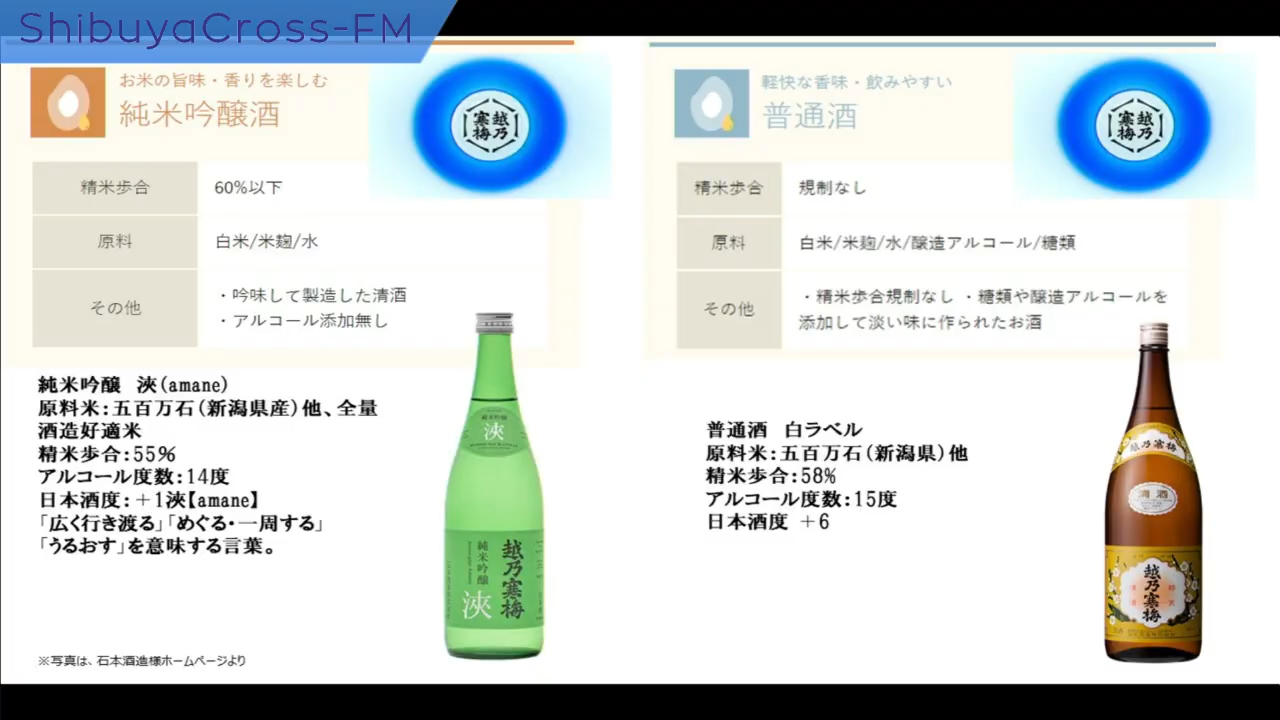 ShibuyaCross-FM
お米の旨味・香りを楽しむ
純米吟醸酒
越乃
寒梅
精米歩合
60%以下
原料
白米/米麹/水
その他
・吟味して製造した清酒
・アルコール添加無し
純米吟醸 浹(amane)
原料米:五百万石(新潟県産)他、全量
酒造好適米
精米歩合:55%
アルコール度数:14度
日本酒度:+1浹【amane】
「広く行き渡る」「めぐる・一周する」
「うるおす」を意味する言葉。
※写真は、石本酒造様ホームページより
純米吟醸
浹
越乃寒梅
純米吟醸
浹
軽快な香味・飲みやすい
普通酒
越乃
寒梅
精米歩合
規制なし
原料
白米/米麹/水/醸造アルコール/糖類
その他
・精米歩合規制なし ・糖類や醸造アルコールを
添加して淡い味に作られたお酒
普通酒 白ラベル
原料米:五百万石(新潟県)他
精米歩合:58%
アルコール度数:15度
日本酒度 +6
越乃寒梅
清酒
越乃寒梅